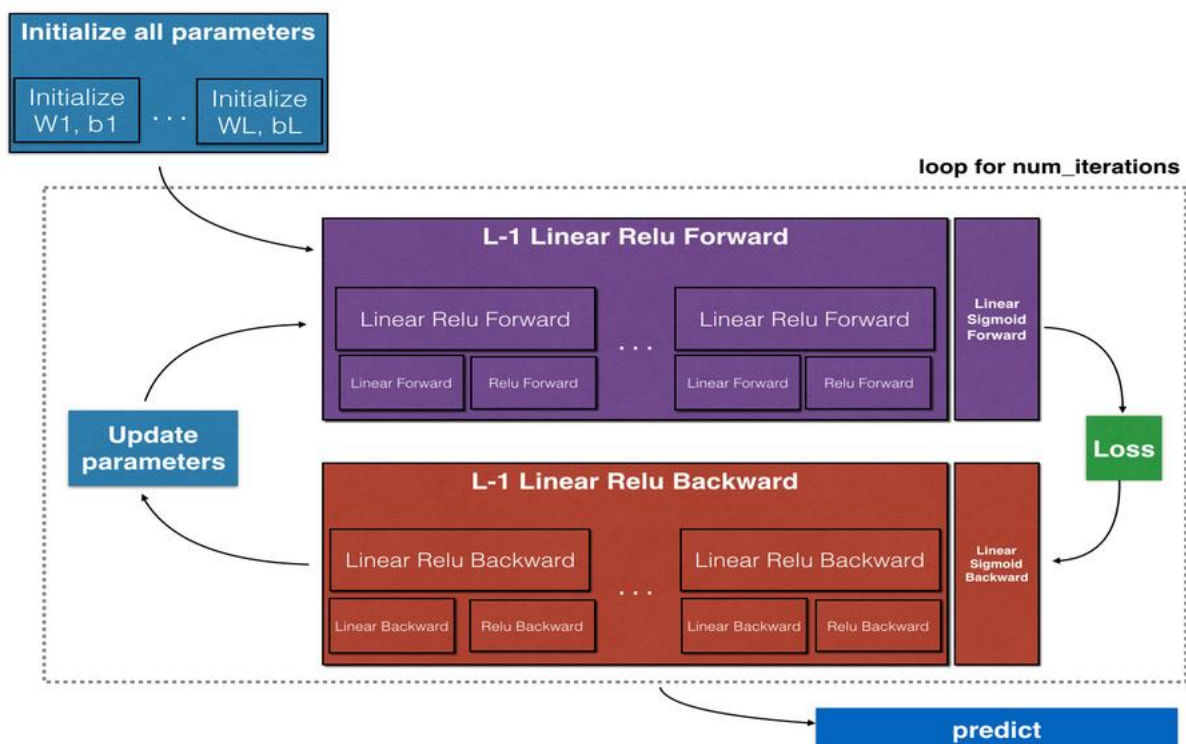 Initialize all parameters
Initialize
W1, b1
. . .
Initialize
WL, bL
loop for num_iterations
L-1 Linear Relu Forward
Linear Relu Forward
. . .
Linear Relu Forward
Linear Forward
Relu Forward
Linear Forward
Relu Forward
Linear
Sigmoid
Forward
Update
parameters
Loss
L-1 Linear Relu Backward
Linear Relu Backward
. . .
Linear Relu Backward
Linear Backward
Relu Backward
Linear Backward
Relu Backward
Linear
Sigmoid
Backward
predict